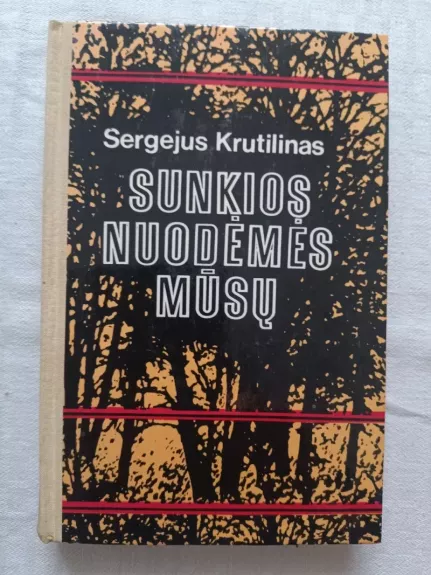 Sergejus Krutilinas
SUNKIOS
NUODĖMĖS
MŪSŲ